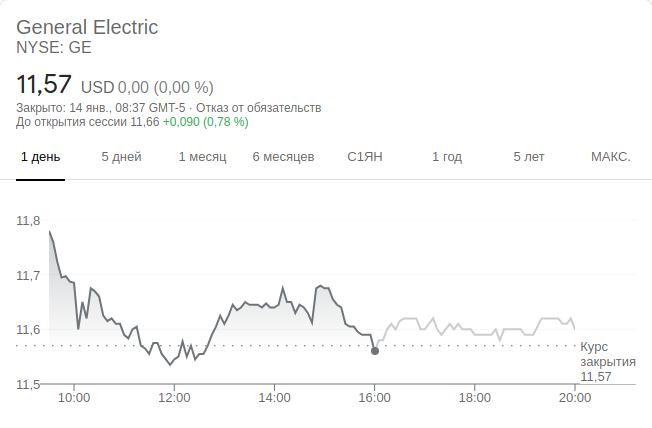 General Electric
NYSE: GE
11,57 USD 0,00 (0,00 %)
Закрыто: 14 янв., 08:37 GMT-5 · Отказ от обязательств
До открытия сессии 11,66 +0,090 (0,78 %)
1 день 5 дней 1 месяц 6 месяцев С1ЯН 1 год 5 лет МАКС.
11,8
11,7
11,6
11,5
Курс
закрытия
11,57
10:00 12:00 14:00 16:00 18:00 20:00